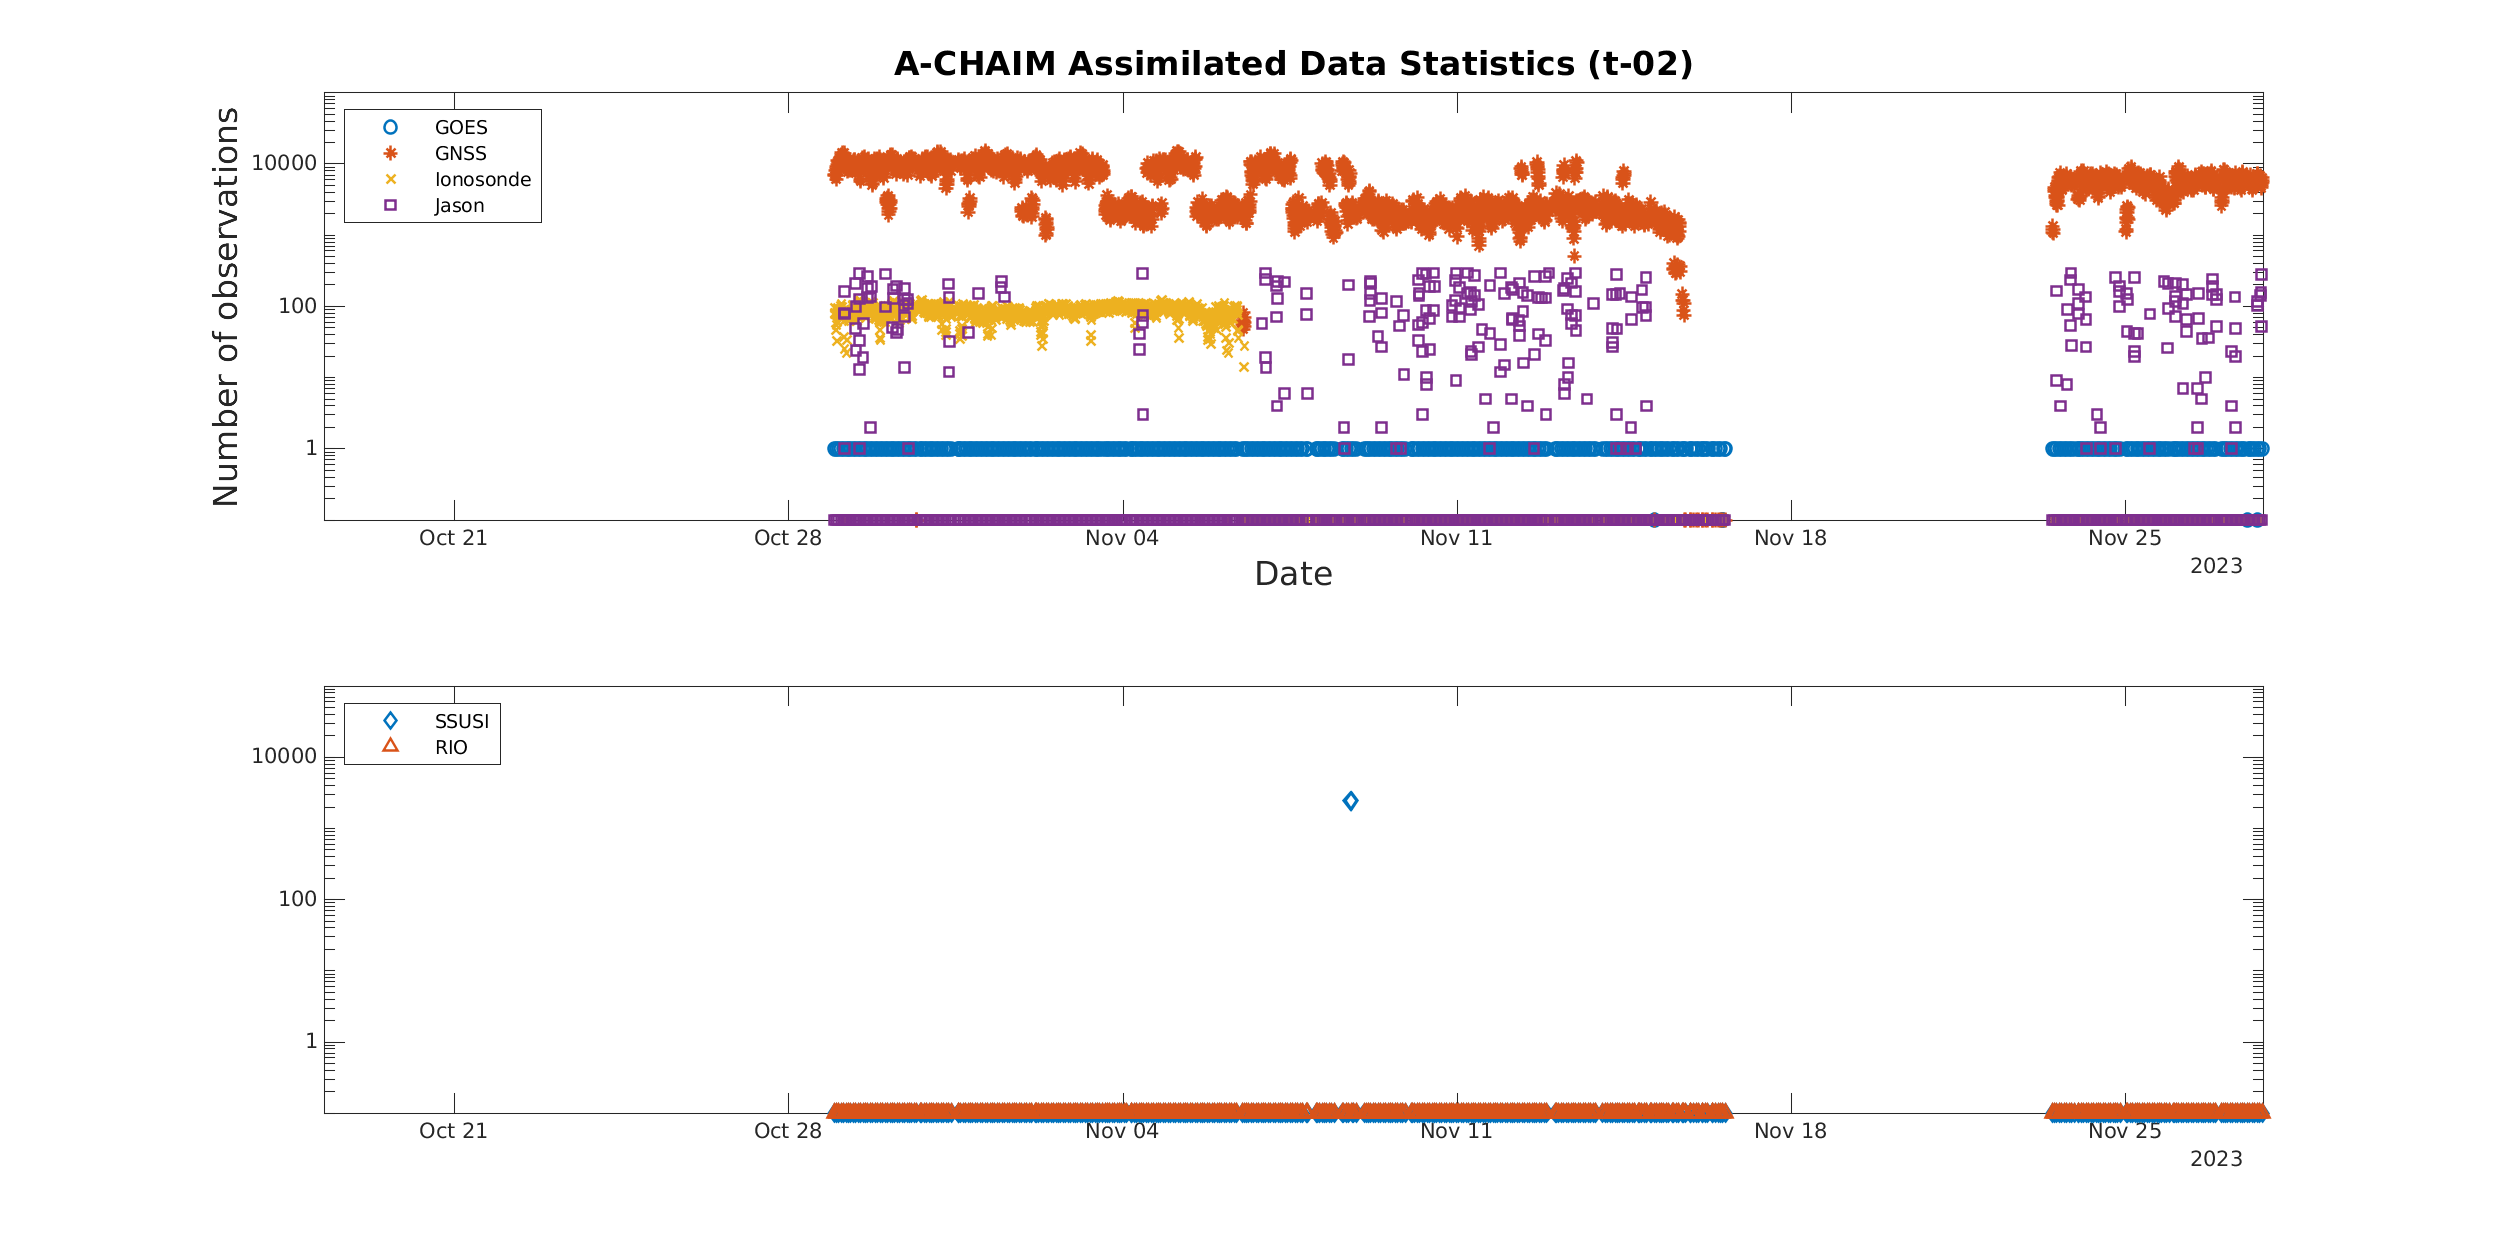 A-CHAIM Assimilated Data Statistics (t-02)
Number of observations
10000
100
1
GOES
GNSS
Ionosonde
Jason
Oct 21
Oct 28
Nov 04
Nov 11
Nov 18
Nov 25
2023
Date
10000
100
1
SSUSI
RIO
Oct 21
Oct 28
Nov 04
Nov 11
Nov 18
Nov 25
2023